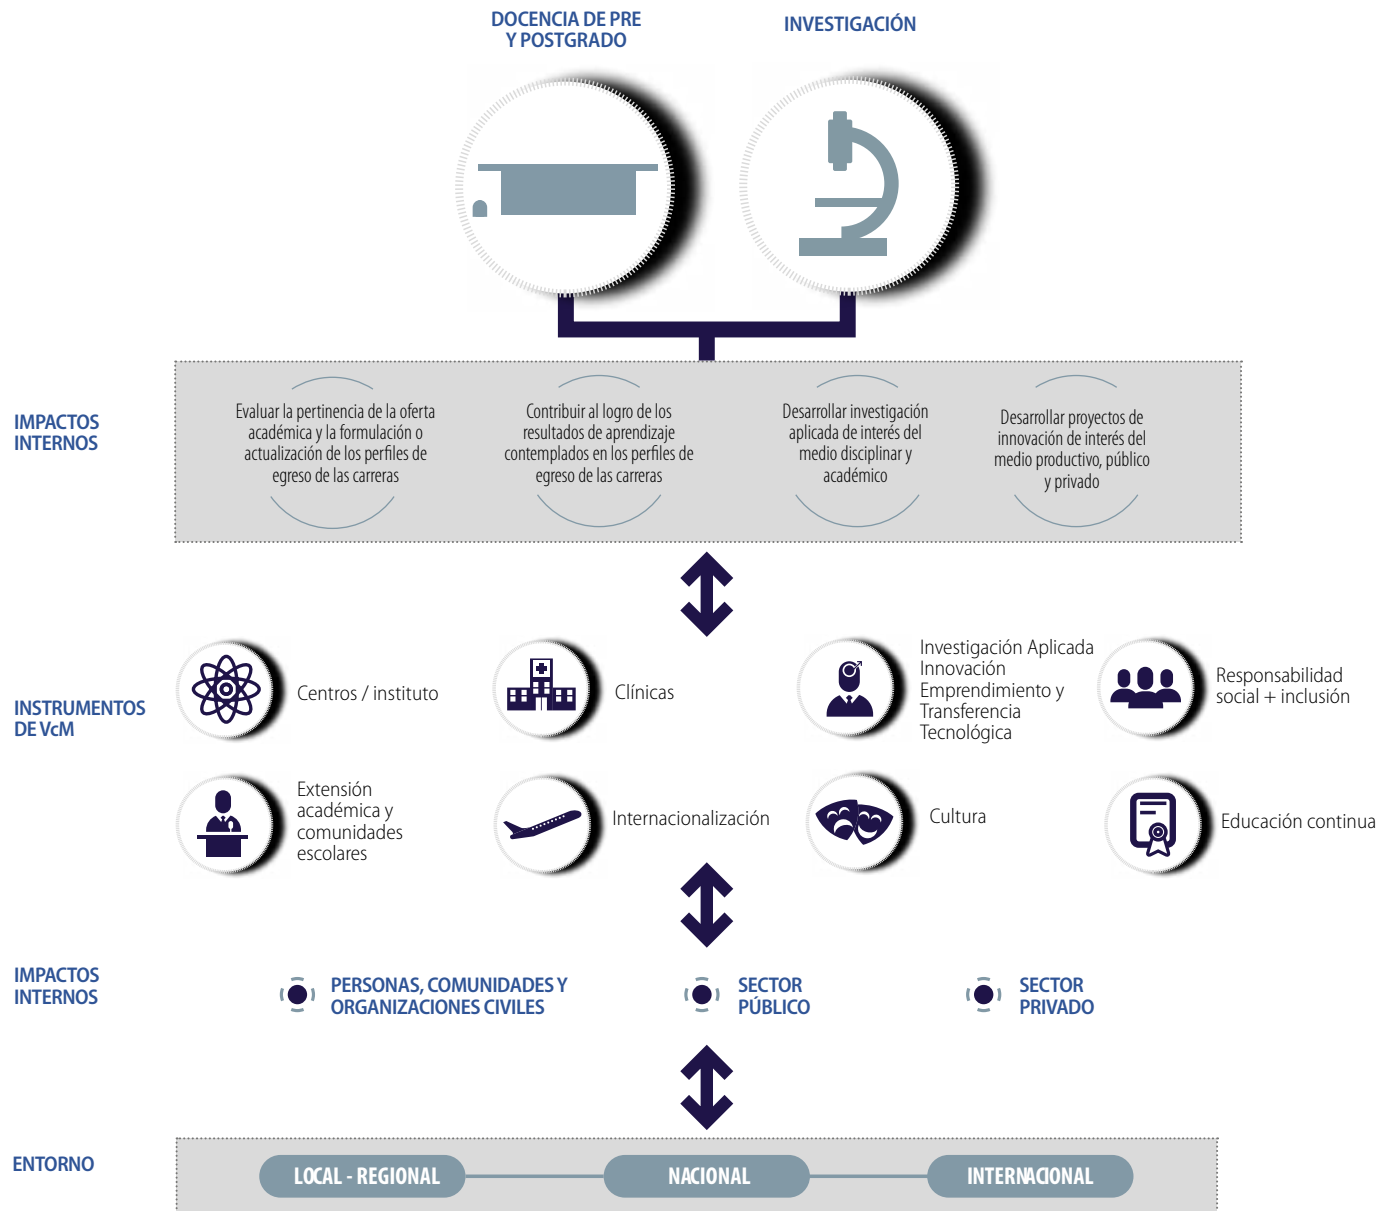 DOCENCIA DE PRE
Y POSTGRADO
INVESTIGACIÓN
IMPACTOS
INTERNOS
Evaluar la pertinencia de la oferta
académica y la formulación o
actualización de los perfiles de
egreso de las carreras
Contribuir al logro de los
resultados de aprendizaje
contemplados en los perfiles de
egreso de las carreras
Desarrollar investigación
aplicada de interés del
medio disciplinar y
académico
Desarrollar proyectos de
innovación de interés del
medio productivo, público
y privado
INSTRUMENTOS
DE VcM
Centros / instituto
Clínicas
Investigación Aplicada
Innovación
Emprendimiento y
Transferencia
Tecnológica
Responsabilidad
social + inclusión
Extensión
académica y
comunidades
escolares
Internacionalización
Cultura
Educación continua
IMPACTOS
INTERNOS
PERSONAS, COMUNIDADES Y
ORGANIZACIONES CIVILES
SECTOR
PÚBLICO
SECTOR
PRIVADO
ENTORNO
LOCAL - REGIONAL
NACIONAL
INTERNACIONAL